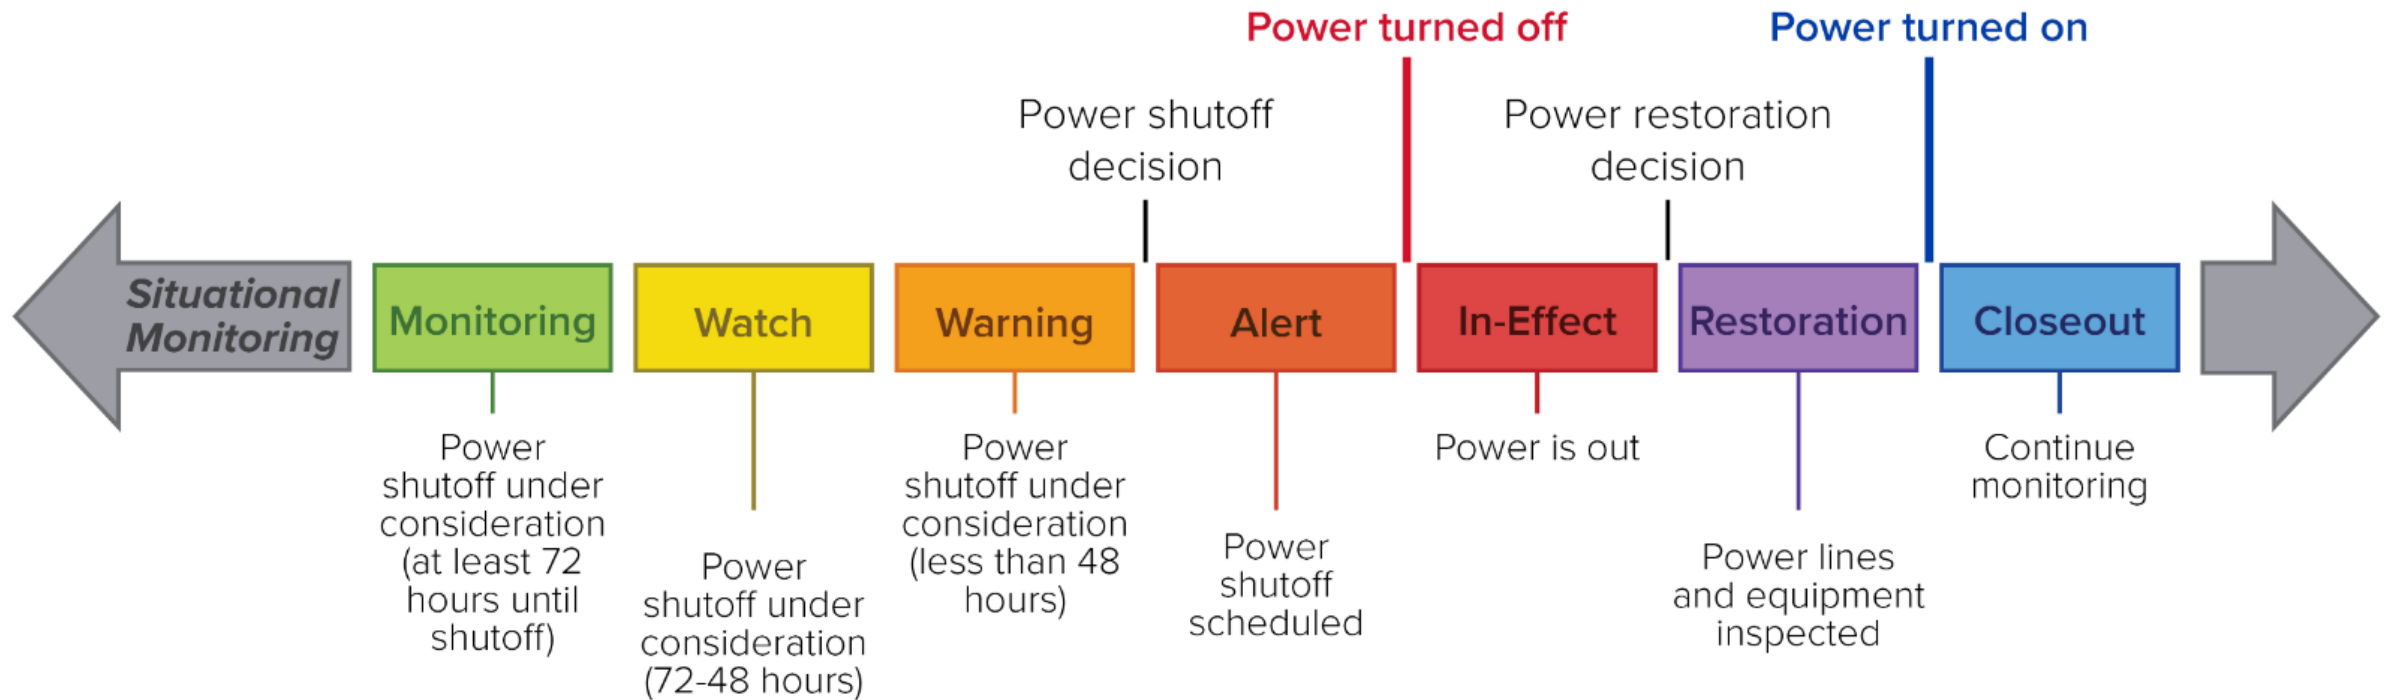 Power turned off
Power turned on
Power shutoff
decision
Power restoration
decision
Situational
Monitoring
Monitoring
Watch
Warning
Alert
In-Effect
Restoration
Closeout
Power
shutoff under
consideration
(at least 72
hours until
shutoff)
Power
shutoff under
consideration
(72-48 hours)
Power
shutoff under
consideration
(less than 48
hours)
Power
shutoff
scheduled
Power is out
Power lines
and equipment
inspected
Continue
monitoring